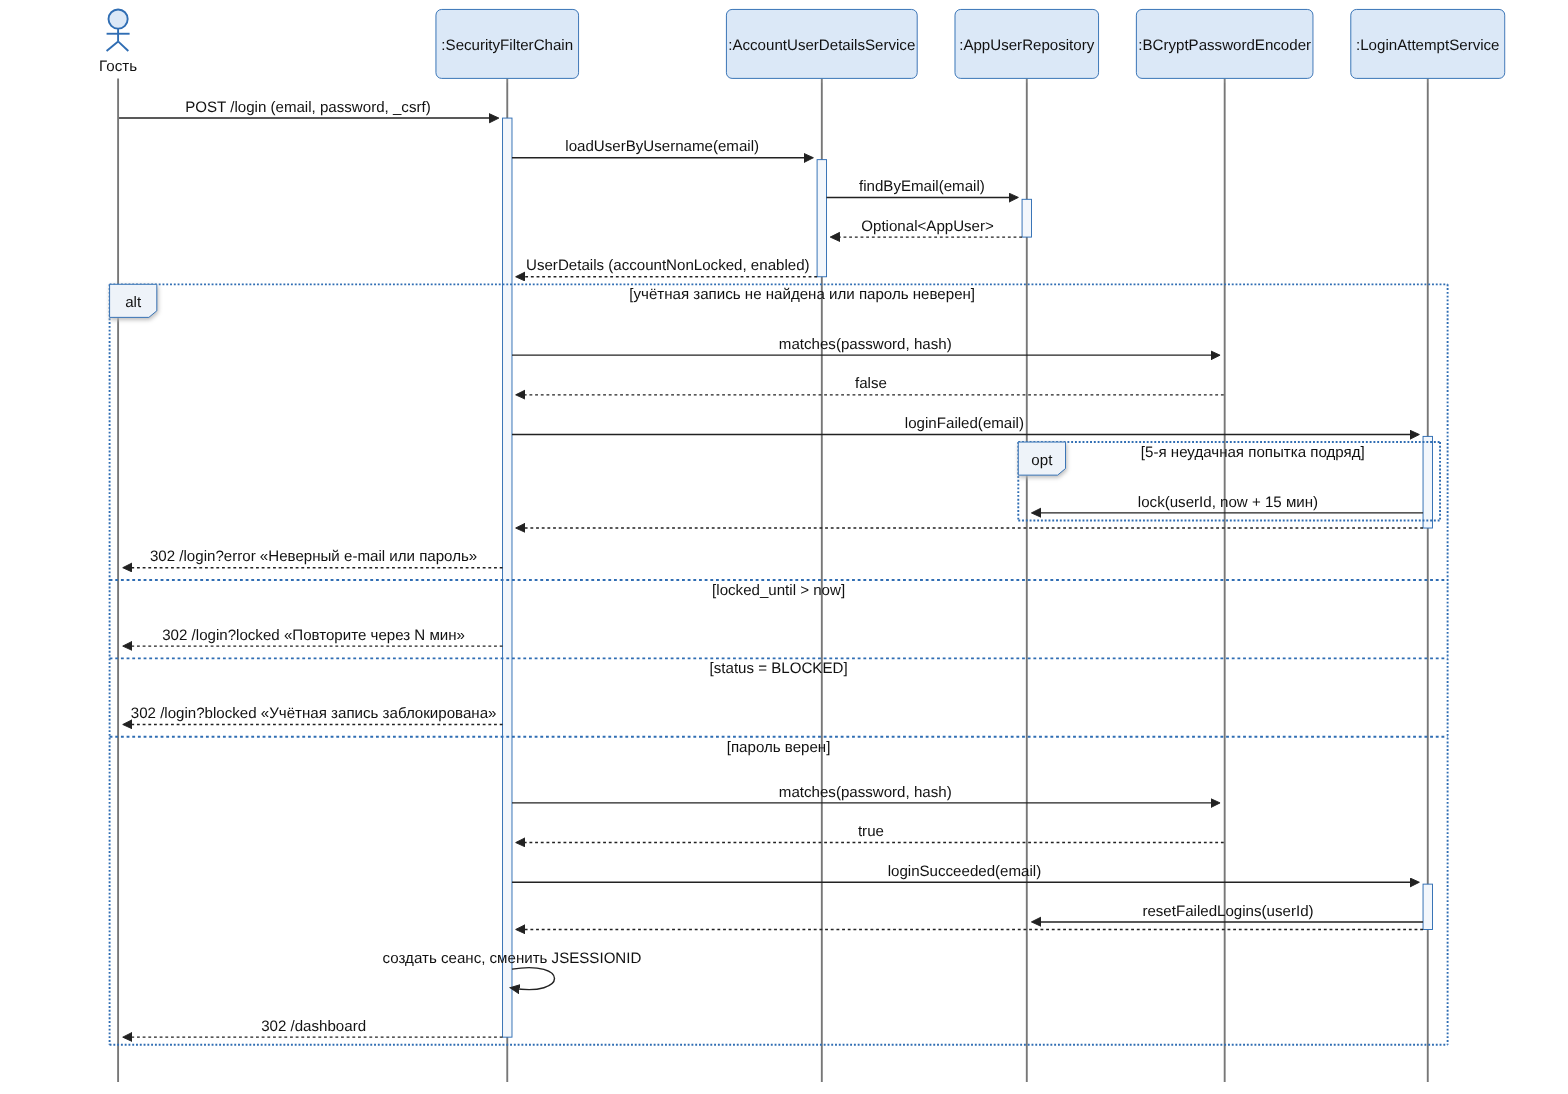 Гость
:SecurityFilterChain
:AccountUserDetailsService
:AppUserRepository
:BCryptPasswordEncoder
:LoginAttemptService
POST /login (email, password, _csrf)
loadUserByUsername(email)
findByEmail(email)
Optional<AppUser>
UserDetails (accountNonLocked, enabled)
alt
[учётная запись не найдена или пароль неверен]
matches(password, hash)
false
loginFailed(email)
opt
[5-я неудачная попытка подряд]
lock(userId, now + 15 мин)
302 /login?error «Неверный e-mail или пароль»
[locked_until > now]
302 /login?locked «Повторите через N мин»
[status = BLOCKED]
302 /login?blocked «Учётная запись заблокирована»
[пароль верен]
matches(password, hash)
true
loginSucceeded(email)
resetFailedLogins(userId)
создать сеанс, сменить JSESSIONID
302 /dashboard